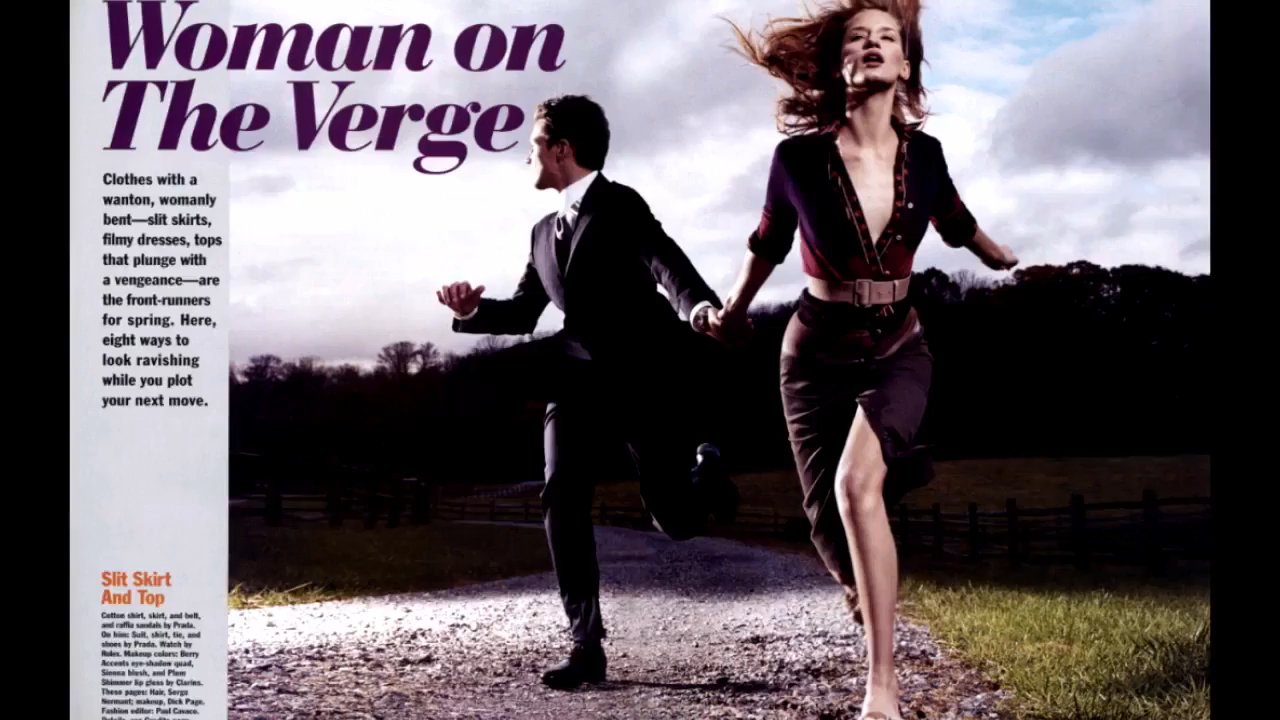 Woman on
The Verge
Clothes with a
wanton, womanly
bent—slit skirts,
filmy dresses, tops
that plunge with
a vengeance—are
the front-runners
for spring. Here,
eight ways to
look ravishing
while you plot
your next move.
Slit Skirt
And Top
Cotton shirt, skirt, and belt,
and raffia sandals by Prada.
On him: Suit, shirt, tie, and
shoes by Prada. Watch by
Rolex. Makeup colors: Berry
Accents eye-shadow quad,
Sienna blush, and Plum
Shimmer lip gloss by Clarins.
These pages: Hair, Serge
Normant; makeup, Dick Page.
Fashion editor: Paul Cavaco.